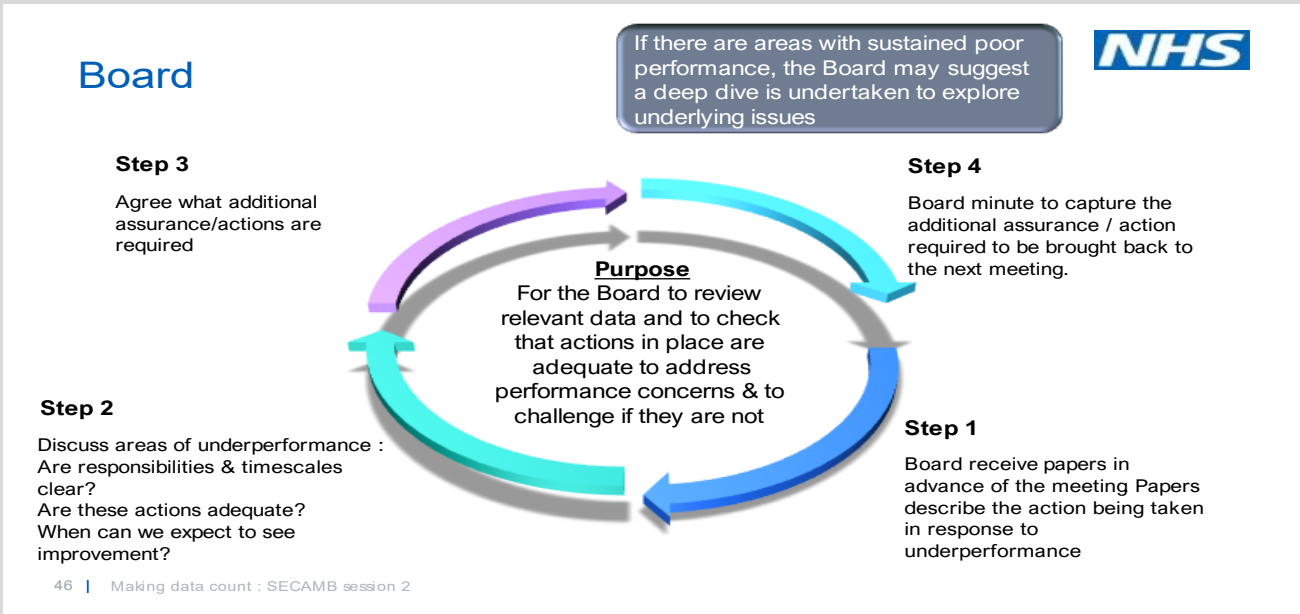 Board
If there are areas with sustained poor
performance, the Board may suggest
a deep dive is undertaken to explore
underlying issues
NHS
Step 3
Agree what additional
assurance/actions are
required
Step 4
Board minute to capture the
additional assurance / action
required to be brought back to
the next meeting.
Purpose
For the Board to review
relevant data and to check
that actions in place are
adequate to address
performance concerns & to
challenge if they are not
Step 2
Discuss areas of underperformance :
Are responsibilities & timescales
clear?
Are these actions adequate?
When can we expect to see
improvement?
Step 1
Board receive papers in
advance of the meeting Papers
describe the action being taken
in response to
underperformance
46 | Making data count : SECAMB session 2